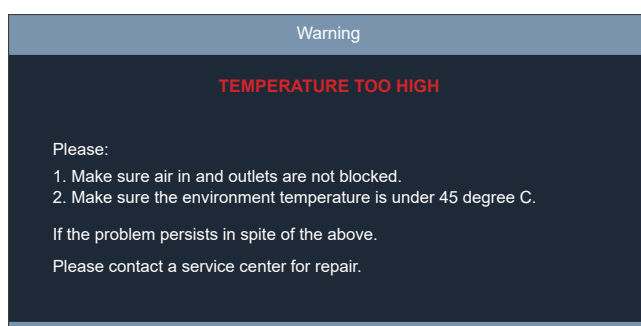 Warning
TEMPERATURE TOO HIGH
Please:
1. Make sure air in and outlets are not blocked.
2. Make sure the environment temperature is under 45 degree C.
If the problem persists in spite of the above.
Please contact a service center for repair.